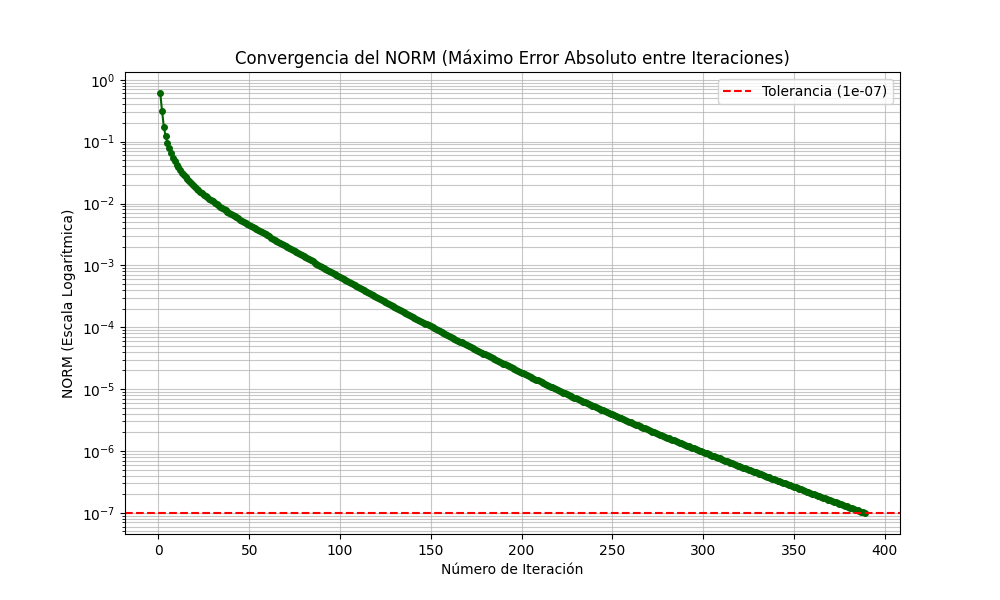 Convergencia del NORM (Máximo Error Absoluto entre Iteraciones)
Tolerancia (1e-07)
NORM (Escala Logarítmica)
10⁰
10⁻¹
10⁻²
10⁻³
10⁻⁴
10⁻⁵
10⁻⁶
10⁻⁷
0 50 100 150 200 250 300 350 400
Número de Iteración